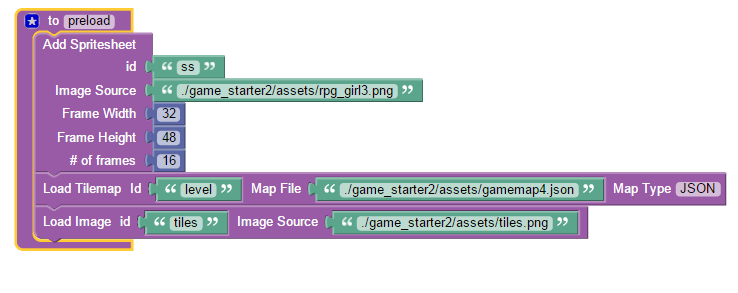 to preload
Add Spritesheet
id “ ss ”
Image Source “ ./game_starter2/assets/rpg_girl3.png ”
Frame Width 32
Frame Height 48
# of frames 16
Load Tilemap Id “ level ” Map File “ ./game_starter2/assets/gamemap4.json ” Map Type JSON
Load Image id “ tiles ” Image Source “ ./game_starter2/assets/tiles.png ”